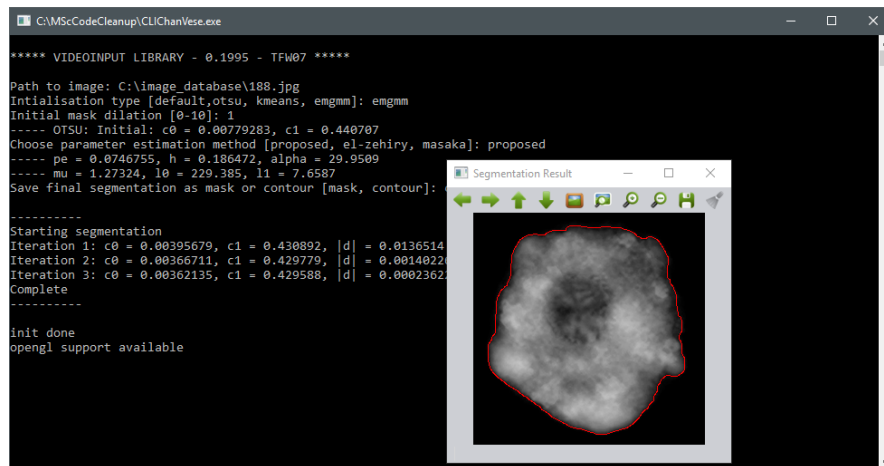 C:\MScCodeCleanup\CLIChanVese.exe
***** VIDEOINPUT LIBRARY - 0.1995 - TFW07 *****
Path to image: C:\image_database\188.jpg
Intialisation type [default,otsu, kmeans, emgmm]: emgmm
Initial mask dilation [0-10]: 1
----- OTSU: Initial: c0 = 0.00779283, c1 = 0.440707
Choose parameter estimation method [proposed, el-zehiry, masaka]: proposed
----- pe = 0.0746755, h = 0.186472, alpha = 29.9509
----- mu = 1.27324, l0 = 229.385, l1 = 7.6587
Save final segmentation as mask or contour [mask, contour]:
----------
Starting segmentation
Iteration 1: c0 = 0.00395679, c1 = 0.430892, |d| = 0.0136514
Iteration 2: c0 = 0.00366711, c1 = 0.429779, |d| = 0.0014022
Iteration 3: c0 = 0.00362135, c1 = 0.429588, |d| = 0.0002362
Complete
----------
init done
opengl support available
Segmentation Result